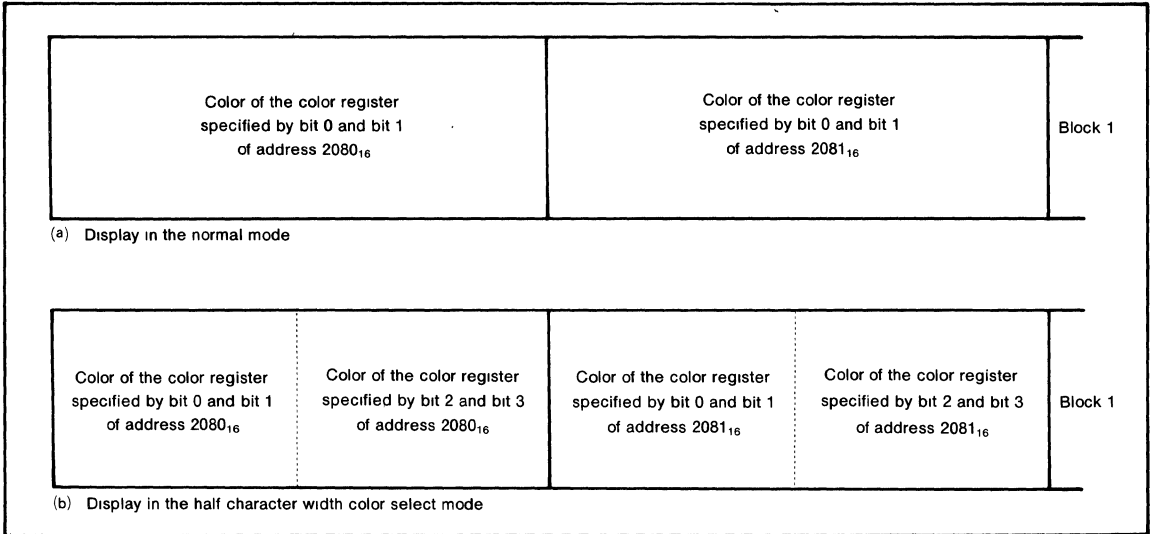 Color of the color register
specified by bit 0 and bit 1
of address 2080₁₆
Color of the color register
specified by bit 0 and bit 1
of address 2081₁₆
Block 1
(a) Display in the normal mode
Color of the color register
specified by bit 0 and bit 1
of address 2080₁₆
Color of the color register
specified by bit 2 and bit 3
of address 2080₁₆
Color of the color register
specified by bit 0 and bit 1
of address 2081₁₆
Color of the color register
specified by bit 2 and bit 3
of address 2081₁₆
Block 1
(b) Display in the half character width color select mode